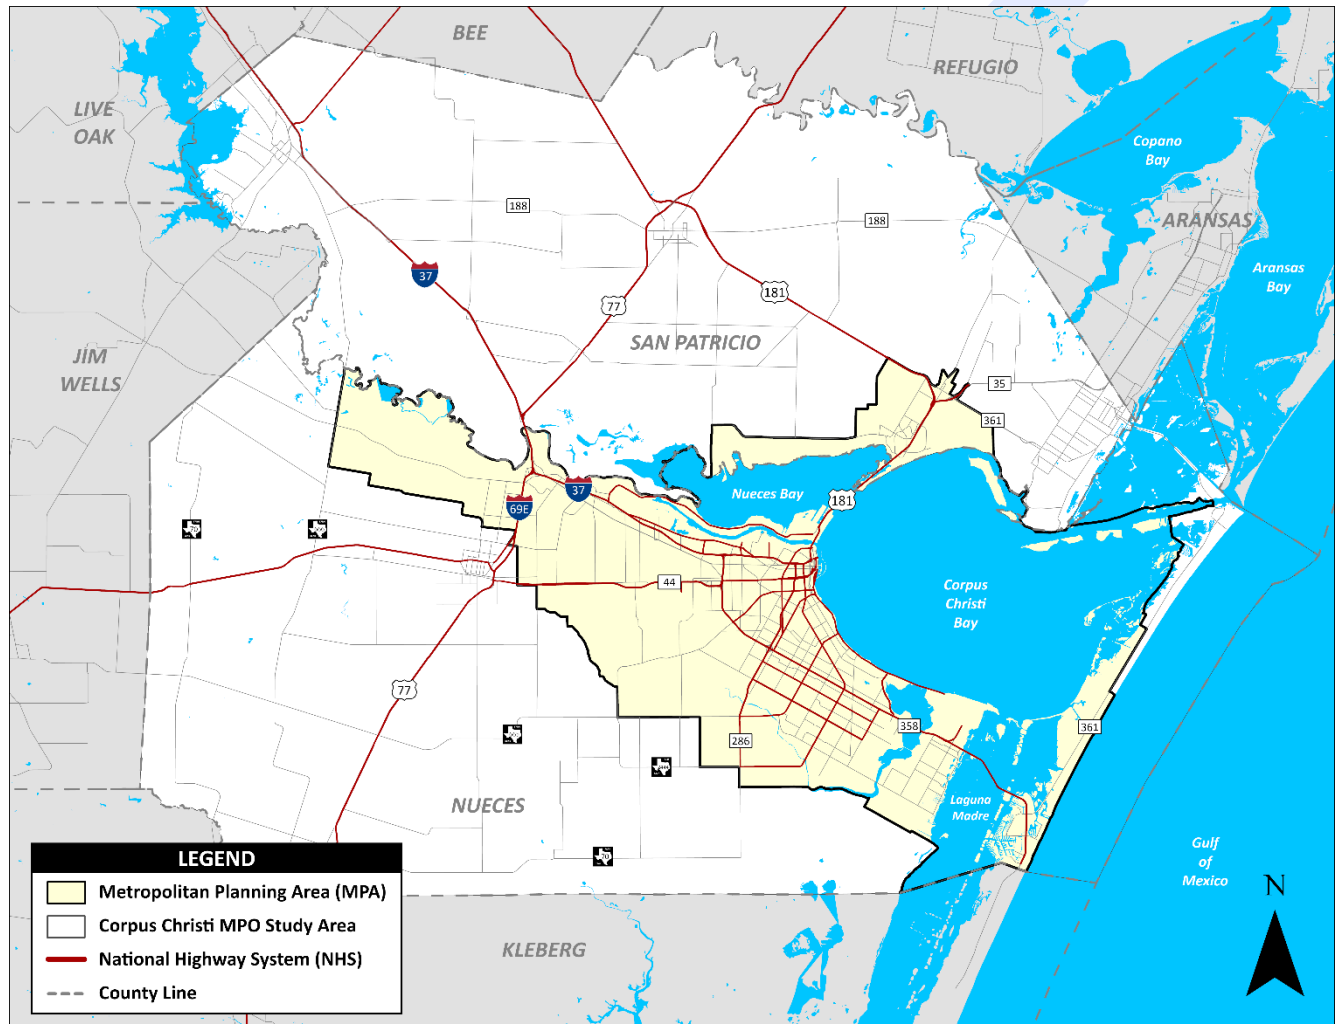 BEE
REFUGIO
LIVE
OAK
Copano
Bay
188
188
ARANSAS
Aransas
Bay
37
77
181
SAN PATRICIO
JIM
WELLS
35
361
Nueces Bay
37
181
69E
44
Corpus
Christi
Bay
77
286
358
361
NUECES
Laguna
Madre
Gulf
of
Mexico
LEGEND
Metropolitan Planning Area (MPA)
Corpus Christi MPO Study Area
National Highway System (NHS)
County Line
KLEBERG
N